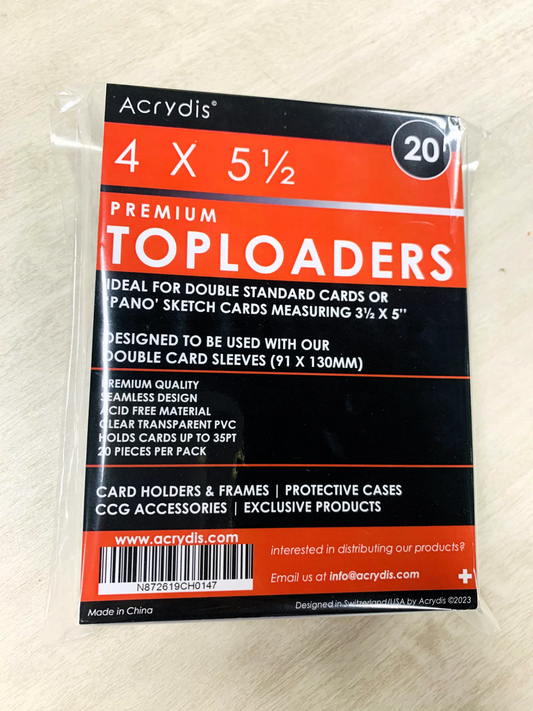 Acrydis©
20
4 X 5½
PREMIUM
TOPLOADERS
IDEAL FOR DOUBLE STANDARD CARDS OR
'PANO' SKETCH CARDS MEASURING 3½ X 5''
DESIGNED TO BE USED WITH OUR
DOUBLE CARD SLEEVES (91 X 130MM)
PREMIUM QUALITY
SEAMLESS DESIGN
ACID FREE MATERIAL
CLEAR TRANSPARENT PVC
HOLDS CARDS UP TO 35PT
20 PIECES PER PACK
CARD HOLDERS & FRAMES | PROTECTIVE CASES
CCG ACCESSORIES | EXCLUSIVE PRODUCTS
www.acrydis.com
interested in distributing our products?
N872619CH0147
Email us at info@acrydis.com
Made in China
Designed in Switzerland/USA by Acrydis ©2023